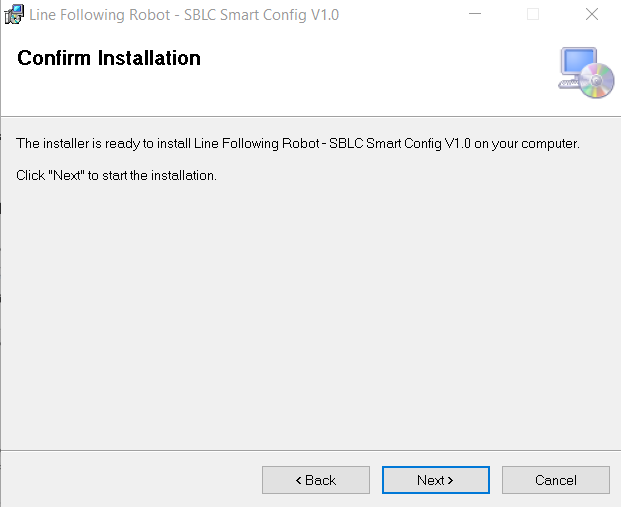 Line Following Robot - SBLC Smart Config V1.0
Confirm Installation
The installer is ready to install Line Following Robot - SBLC Smart Config V1.0 on your computer.
Click "Next" to start the installation.
< Back
Next >
Cancel